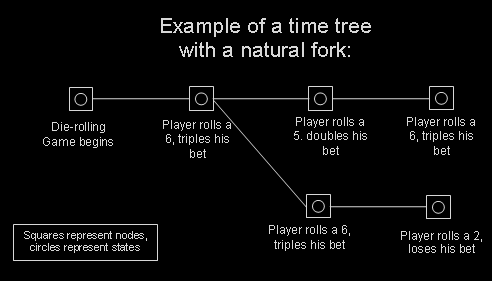 Example of a time tree
with a natural fork:
Die-rolling
Game begins
Player rolls a
6, triples his
bet
Player rolls a
5. doubles his
bet
Player rolls a
6, triples his
bet
Player rolls a 6,
triples his bet
Player rolls a 2,
loses his bet
Squares represent nodes,
circles represent states